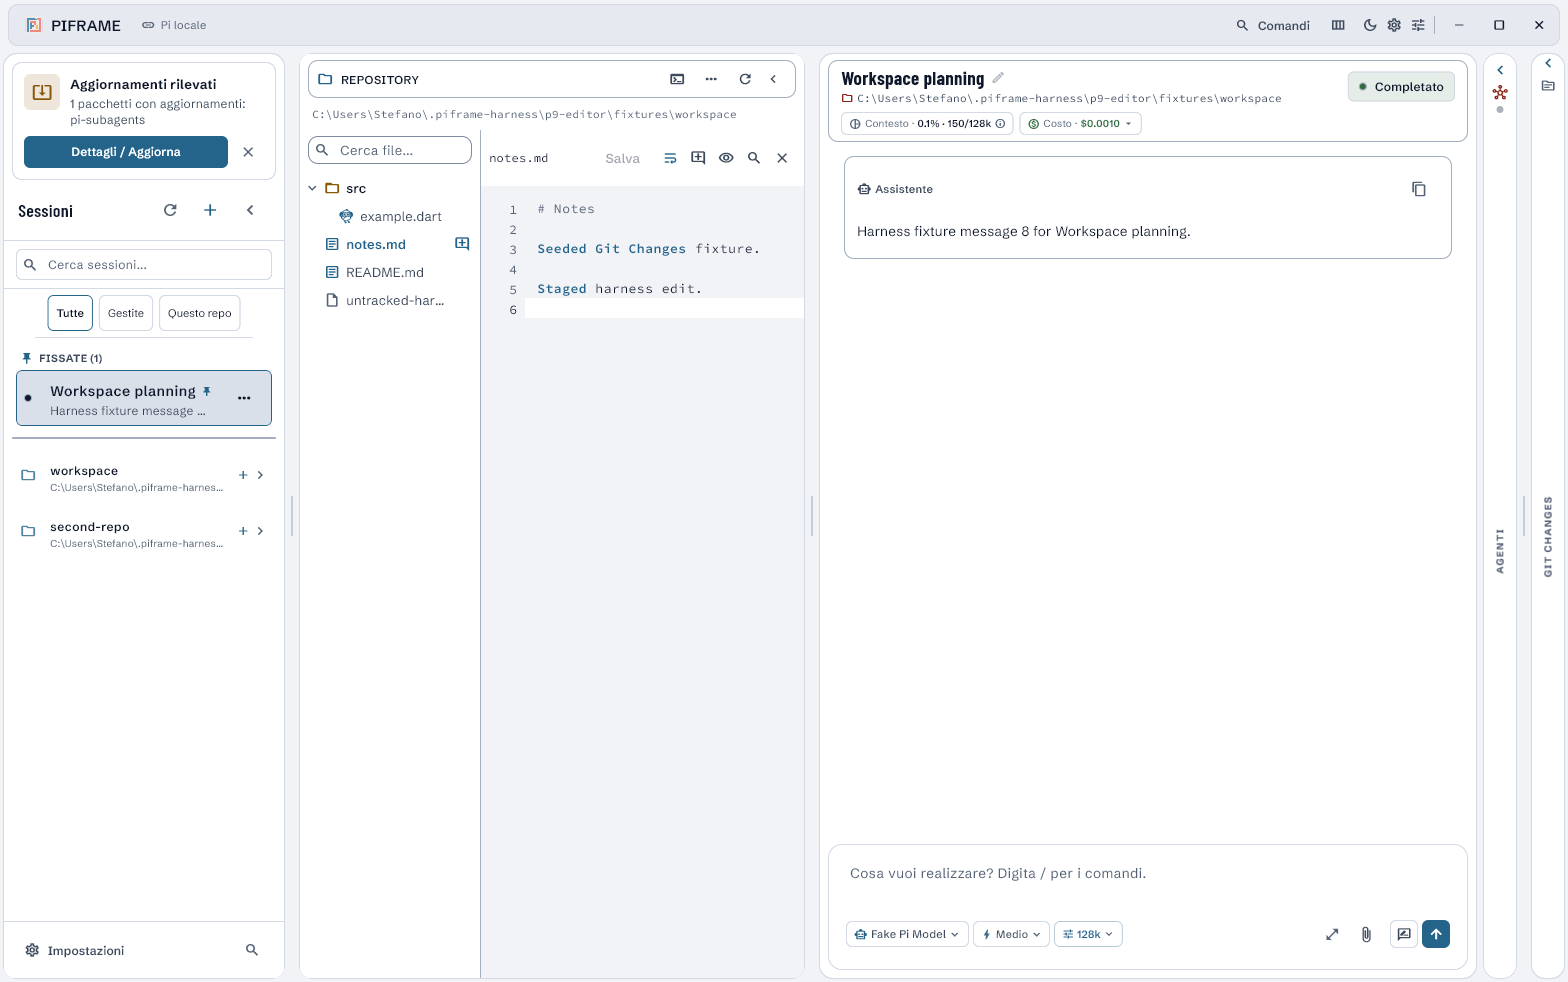 PIFRAME
Pi locale
Comandi
Aggiornamenti rilevati
1 pacchetti con aggiornamenti:
pi-subagents
Dettagli / Aggiorna
Sessioni
Cerca sessioni...
Tutte
Gestite
Questo repo
FISSATE (1)
Workspace planning
Harness fixture message ...
workspace
C:\Users\Stefano\.piframe-harnes...
second-repo
C:\Users\Stefano\.piframe-harnes...
Impostazioni
REPOSITORY
C:\Users\Stefano\.piframe-harness\p9-editor\fixtures\workspace
Cerca file...
src
example.dart
notes.md
README.md
untracked-har...
notes.md
Salva
1 # Notes
2
3 Seeded Git Changes fixture.
4
5 Staged harness edit.
6
Workspace planning
C:\Users\Stefano\.piframe-harness\p9-editor\fixtures\workspace
Contesto · 0.1% · 150/128k
Costo · $0.0010
Completato
Assistente
Harness fixture message 8 for Workspace planning.
Cosa vuoi realizzare? Digita / per i comandi.
Fake Pi Model
Medio
128k
AGENTI
GIT CHANGES